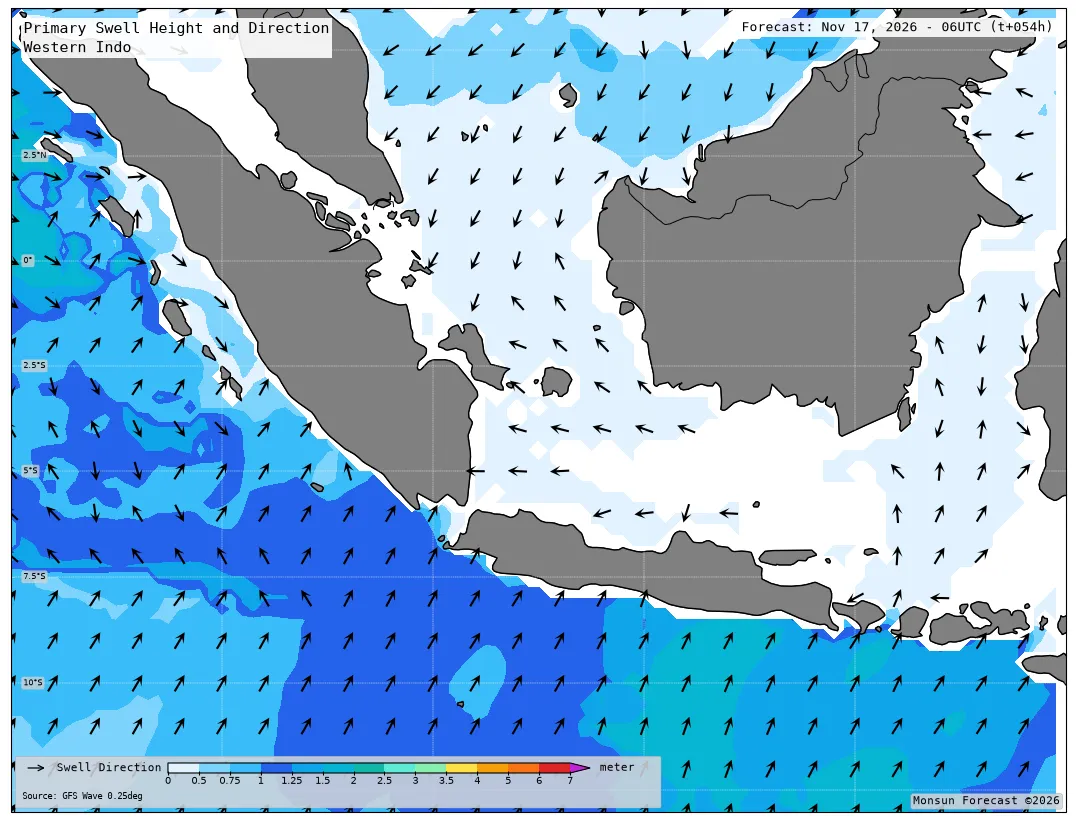 Primary Swell Height and Direction
Western Indo
Forecast: Nov 17, 2026 - 06UTC (t+054h)
2.5°N
0°
2.5°S
5°S
7.5°S
10°S
Swell Direction
meter
0 0.5 0.75 1 1.25 1.5 2 2.5 3 3.5 4 5 6 7
Source: GFS Wave 0.25deg
Monsun Forecast ©2026